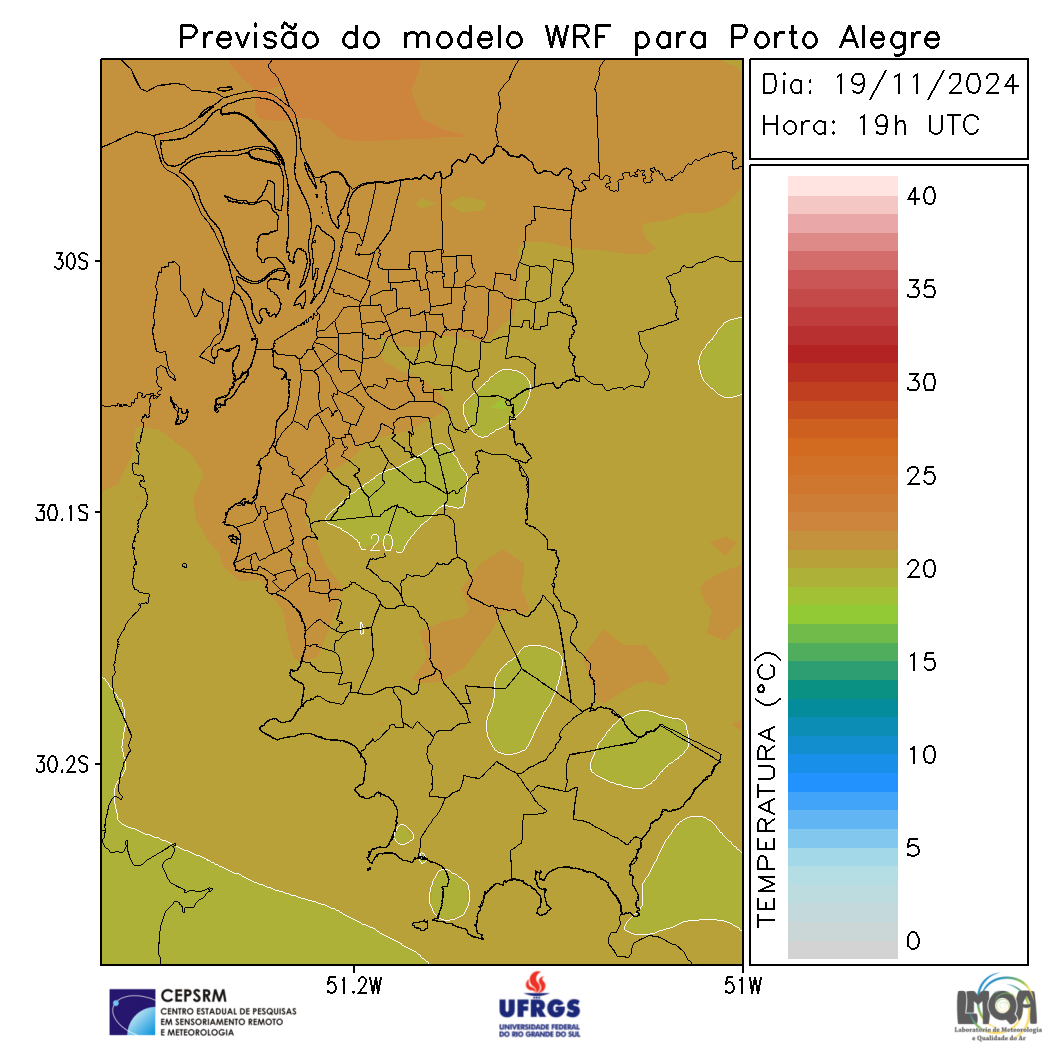 Previsão do modelo WRF para Porto Alegre
Dia: 19/11/2024
Hora: 19h UTC
40
35
30
25
20
15
10
5
0
TEMPERATURA (°C)
30S
30.1S
30.2S
20
51.2W
51W
CEPSRM
CENTRO ESTADUAL DE PESQUISAS
EM SENSORIAMENTO REMOTO
E METEOROLOGIA
UFRGS
UNIVERSIDADE FEDERAL
DO RIO GRANDE DO SUL
LMQA
Laboratório de Meteorologia
e Qualidade do Ar